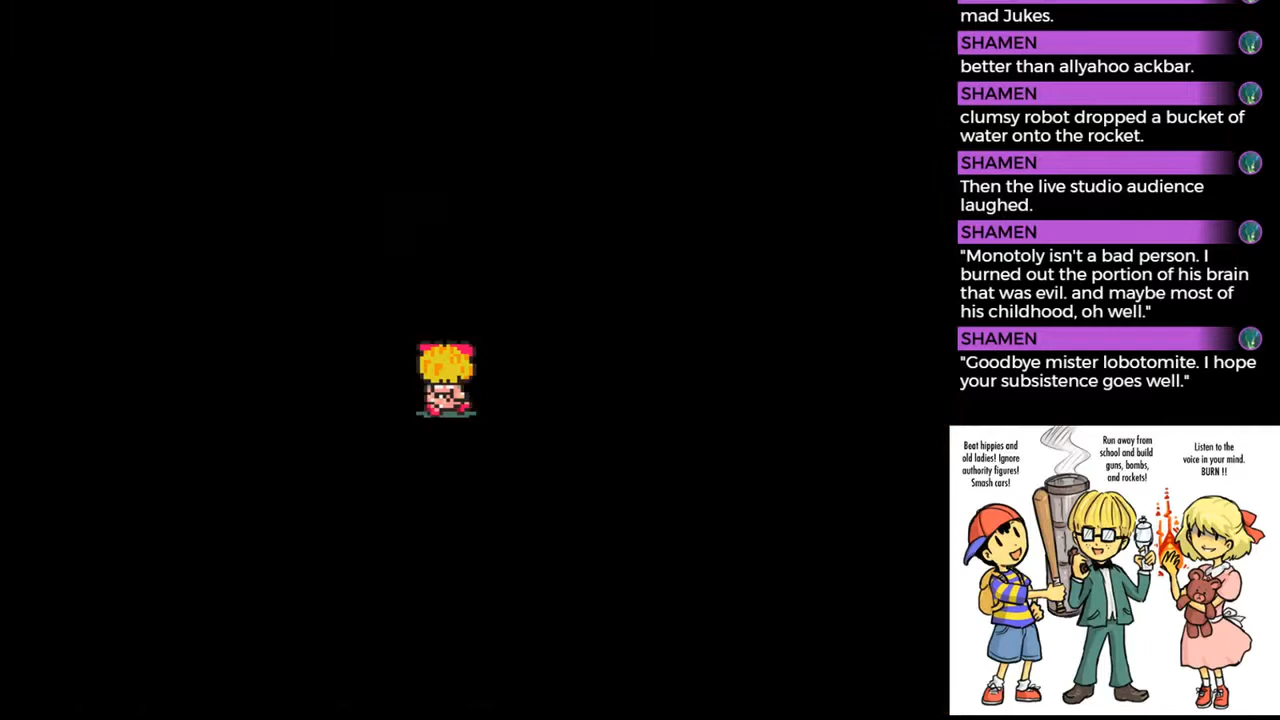 mad Jukes.
SHAMEN
better than allyahoo ackbar.
SHAMEN
clumsy robot dropped a bucket of
water onto the rocket.
SHAMEN
Then the live studio audience
laughed.
SHAMEN
"Monotoly isn't a bad person. I
burned out the portion of his brain
that was evil. and maybe most of
his childhood, oh well."
SHAMEN
"Goodbye mister lobotomite. I hope
your subsistence goes well."
Beat hippies and
old ladies! Ignore
authority figures!
Smash cars!
Run away from
school and build
guns, bombs,
and rockets!
Listen to the
voice in your mind.
BURN !!